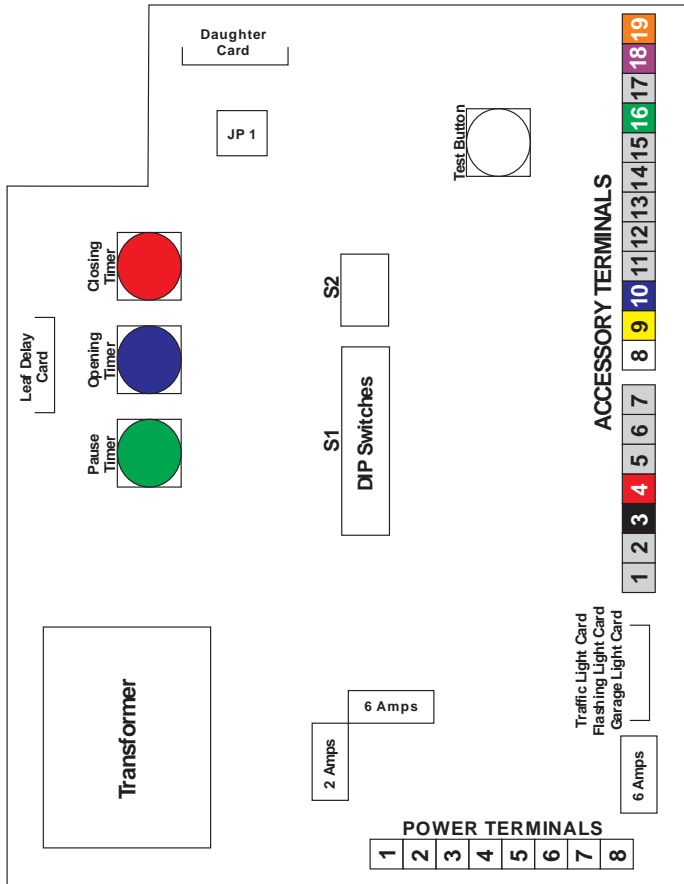 Daughter
Card
JP 1
Test Button
Closing
Timer
Opening
Timer
Pause
Timer
Leaf Delay
Card
S2
S1
DIP Switches
ACCESSORY TERMINALS
1 2 3 4 5 6 7 8 9 10 11 12 13 14 15 16 17 18 19
Transformer
6 Amps
2 Amps
Traffic Light Card
Flashing Light Card
Garage Light Card
6 Amps
POWER TERMINALS
1
2
3
4
5
6
7
8